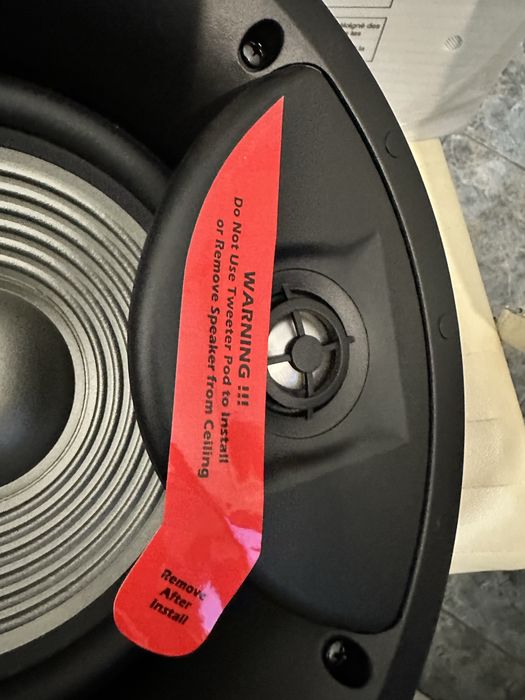 WARNING !!!
Do Not Use Tweeter Pod to Install
or Remove Speaker from Ceiling
Remove
After
Install